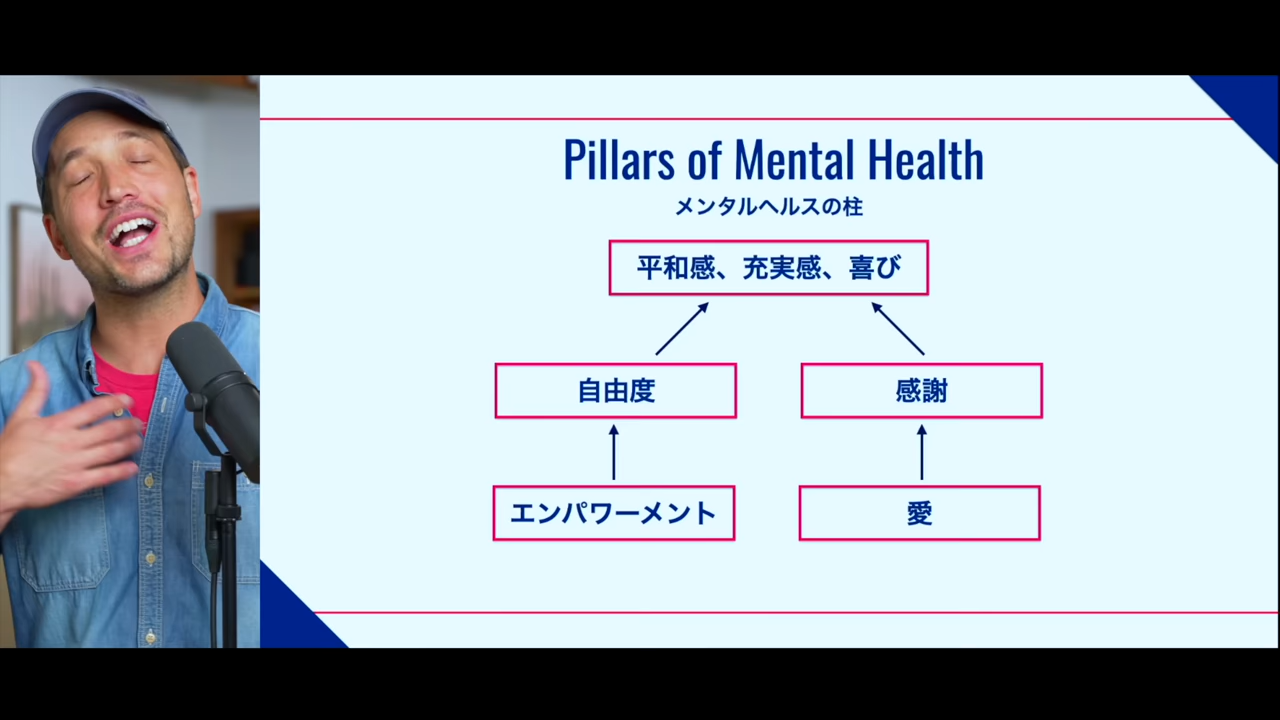 Pillars of Mental Health
メンタルヘルスの柱
平和感、充実感、喜び
自由度
感謝
エンパワーメント
愛